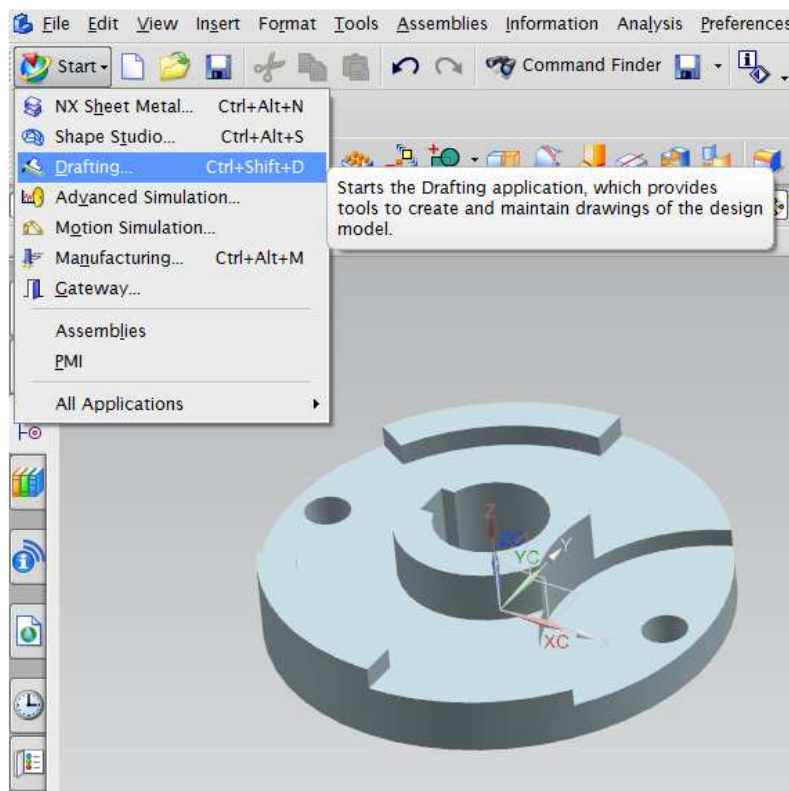 File Edit View Insert Format Tools Assemblies Information Analysis Preferences
Start Command Finder
NX Sheet Metal... Ctrl+Alt+N
Shape Studio... Ctrl+Alt+S
Drafting... Ctrl+Shift+D
Advanced Simulation...
Motion Simulation...
Manufacturing... Ctrl+Alt+M
Gateway...
Assemblies
PMI
All Applications
Starts the Drafting application, which provides
tools to create and maintain drawings of the design
model.
Z
ZC
YC Y
XC X